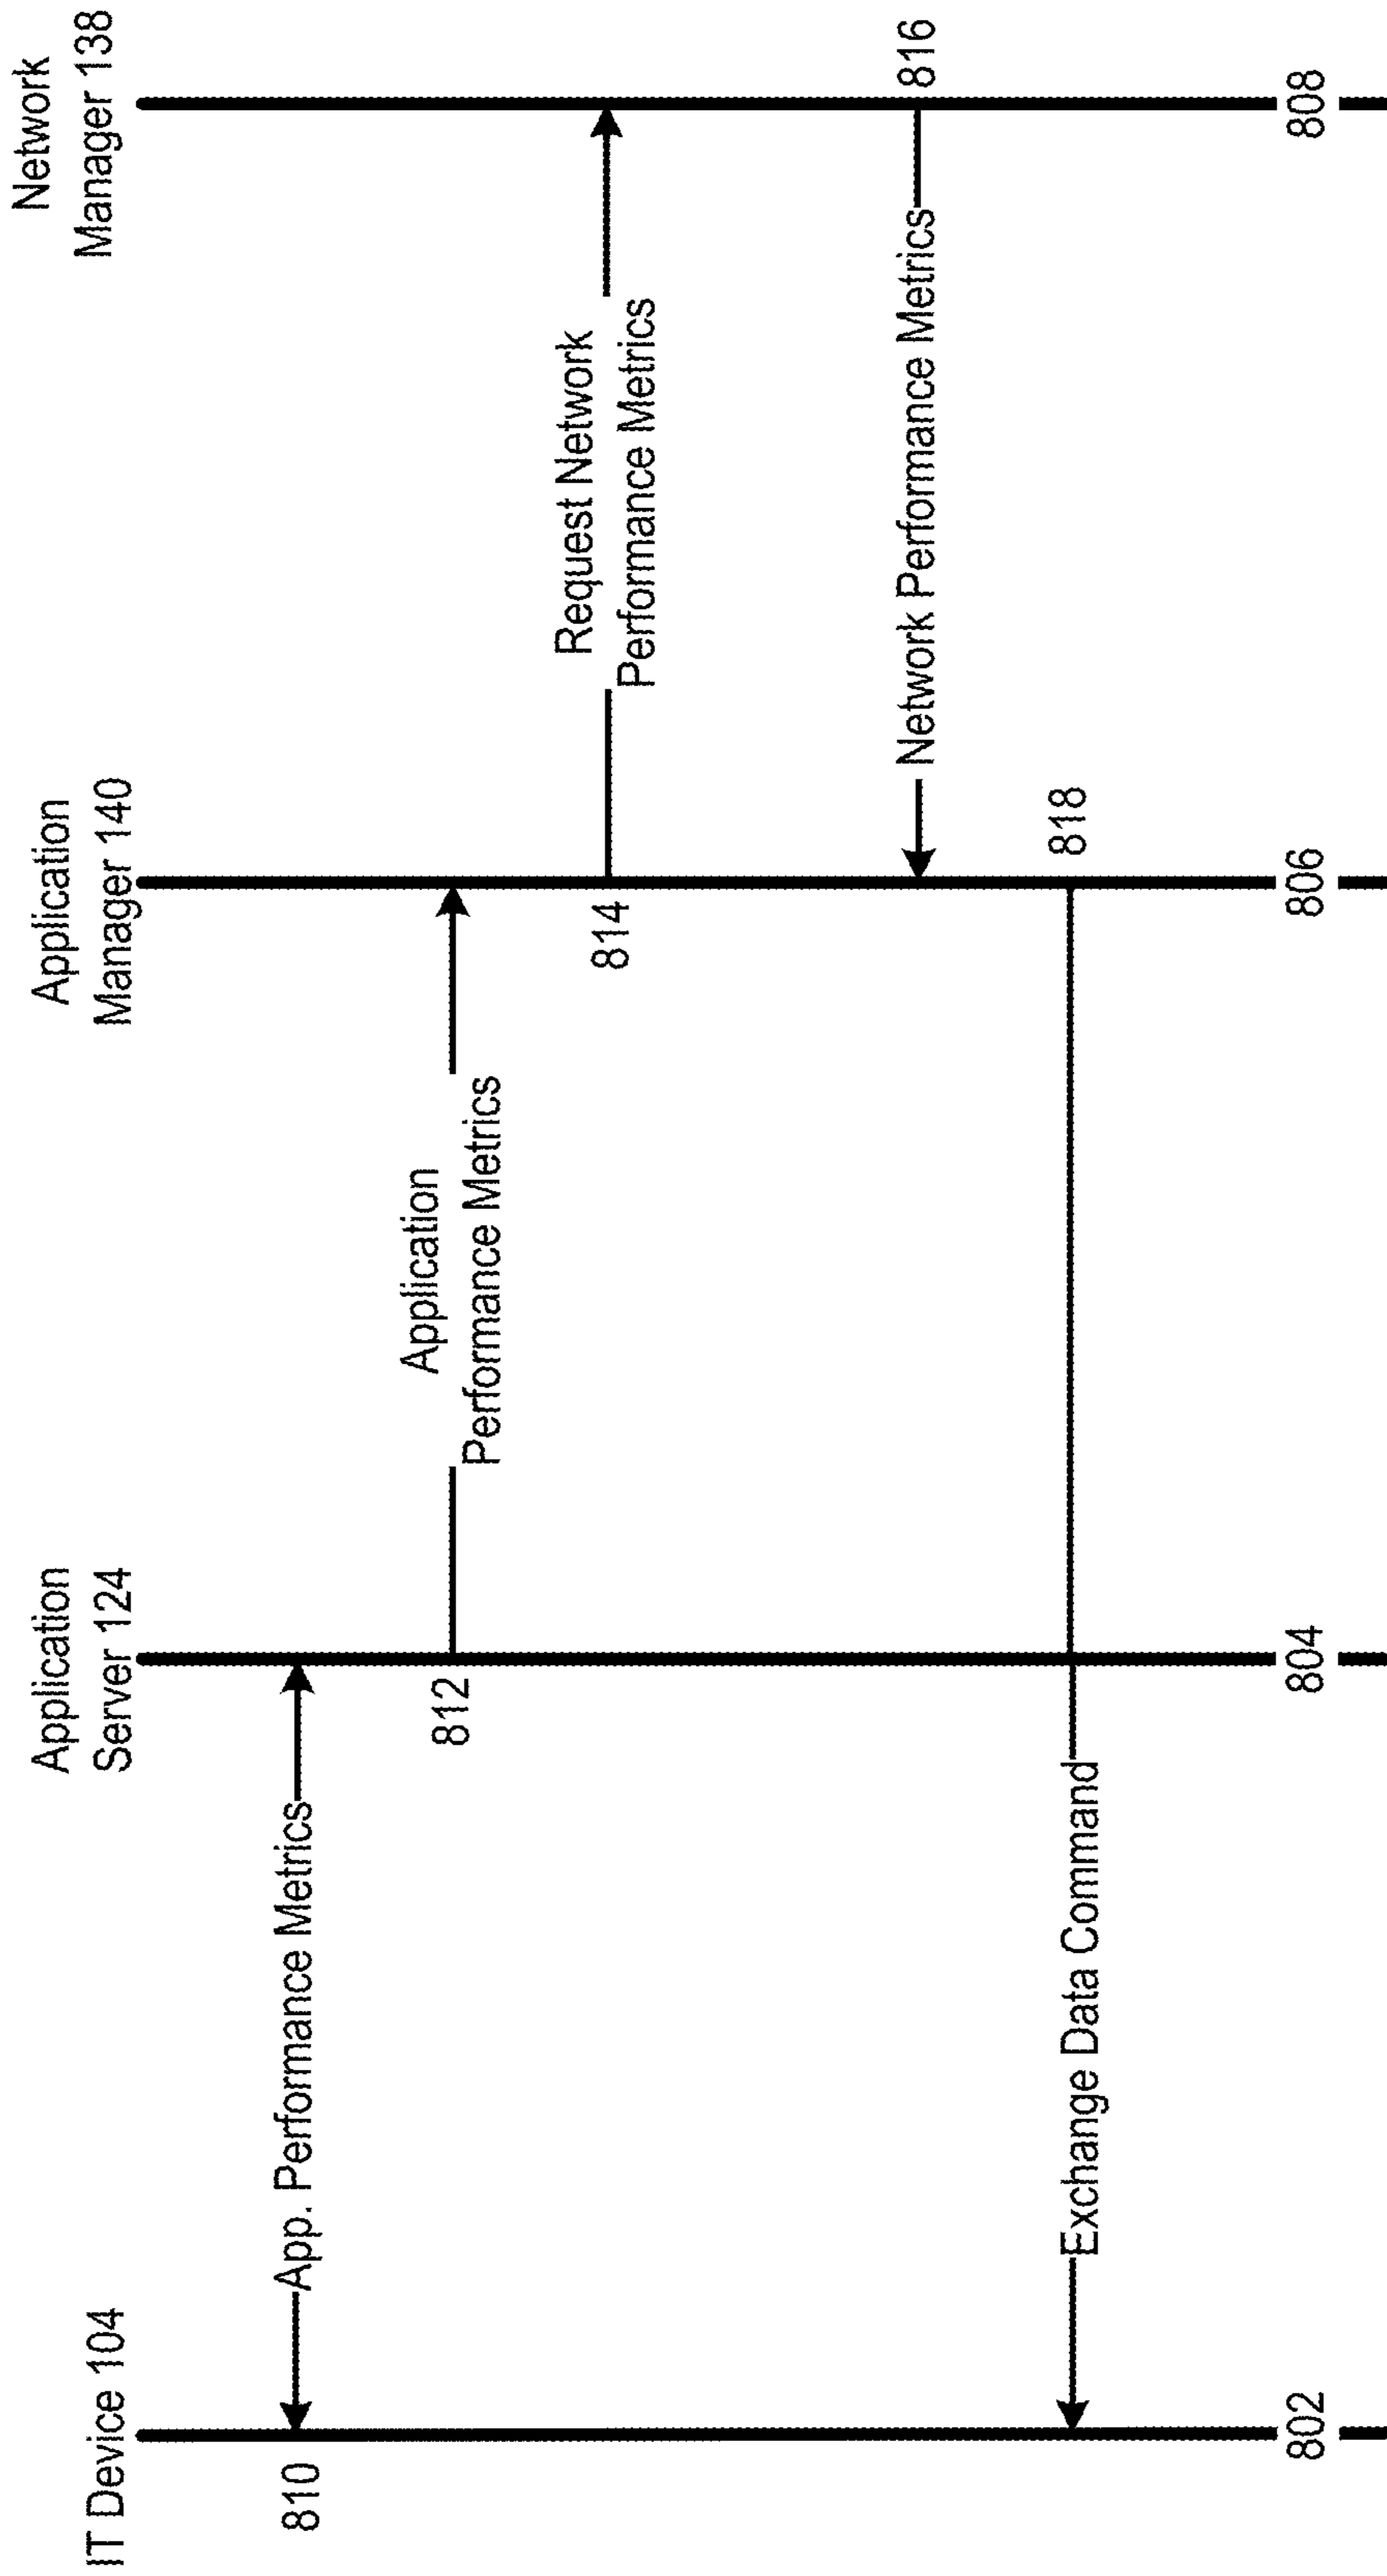 IT Device 104
Application
Server 124
Application
Manager 140
Network
Manager 138
810
App. Performance Metrics
812
Application
Performance Metrics
814
Request Network
Performance Metrics
816
Network Performance Metrics
818
Exchange Data Command
802
804
806
808